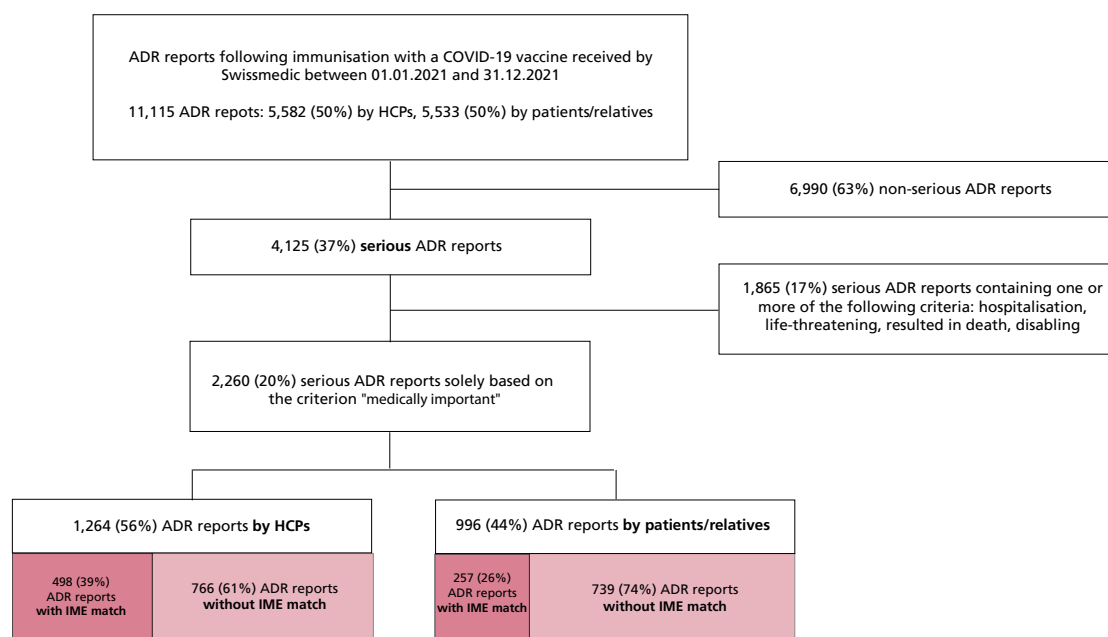 ADR reports following immunisation with a COVID-19 vaccine received by
Swissmedic between 01.01.2021 and 31.12.2021
11,115 ADR repots: 5,582 (50%) by HCPs, 5,533 (50%) by patients/relatives
6,990 (63%) non-serious ADR reports
4,125 (37%) serious ADR reports
1,865 (17%) serious ADR reports containing one or
more of the following criteria: hospitalisation,
life-threatening, resulted in death, disabling
2,260 (20%) serious ADR reports solely based on
the criterion "medically important"
1,264 (56%) ADR reports by HCPs
996 (44%) ADR reports by patients/relatives
498 (39%)
ADR reports
with IME match
766 (61%) ADR reports
without IME match
257 (26%)
ADR reports
with IME match
739 (74%) ADR reports
without IME match